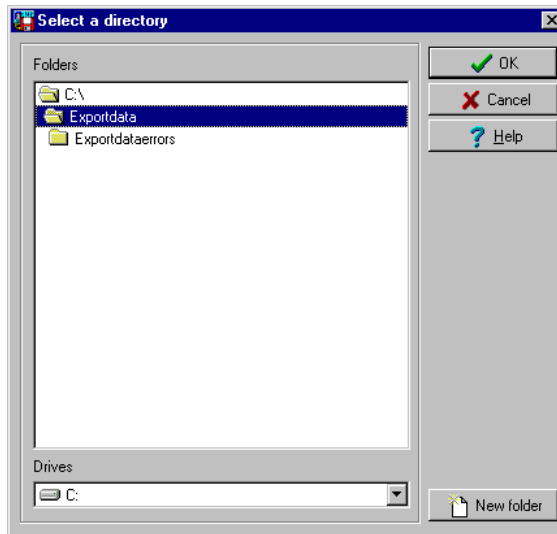 Select a directory
Folders
C:\
Exportdata
Exportdataerrors
Drives
C:
OK
Cancel
Help
New folder